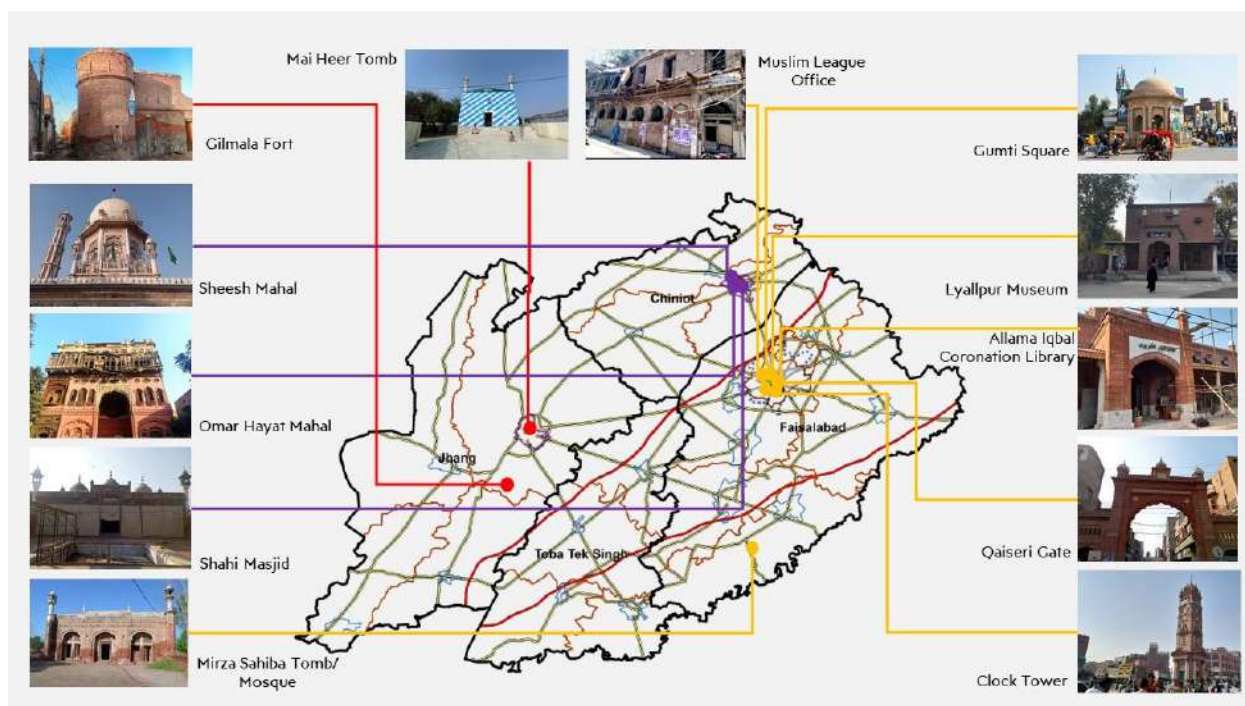 Mai Heer Tomb
Muslim League
Office
Gilmala Fort
Gumti Square
Sheesh Mahal
Chiniot
Lyallpur Museum
Allama Iqbal
Coronation Library
Omar Hayat Mahal
Faisalabad
Jhang
Toba Tek Singh
Shahi Masjid
Qaiseri Gate
Mirza Sahiba Tomb/
Mosque
Clock Tower